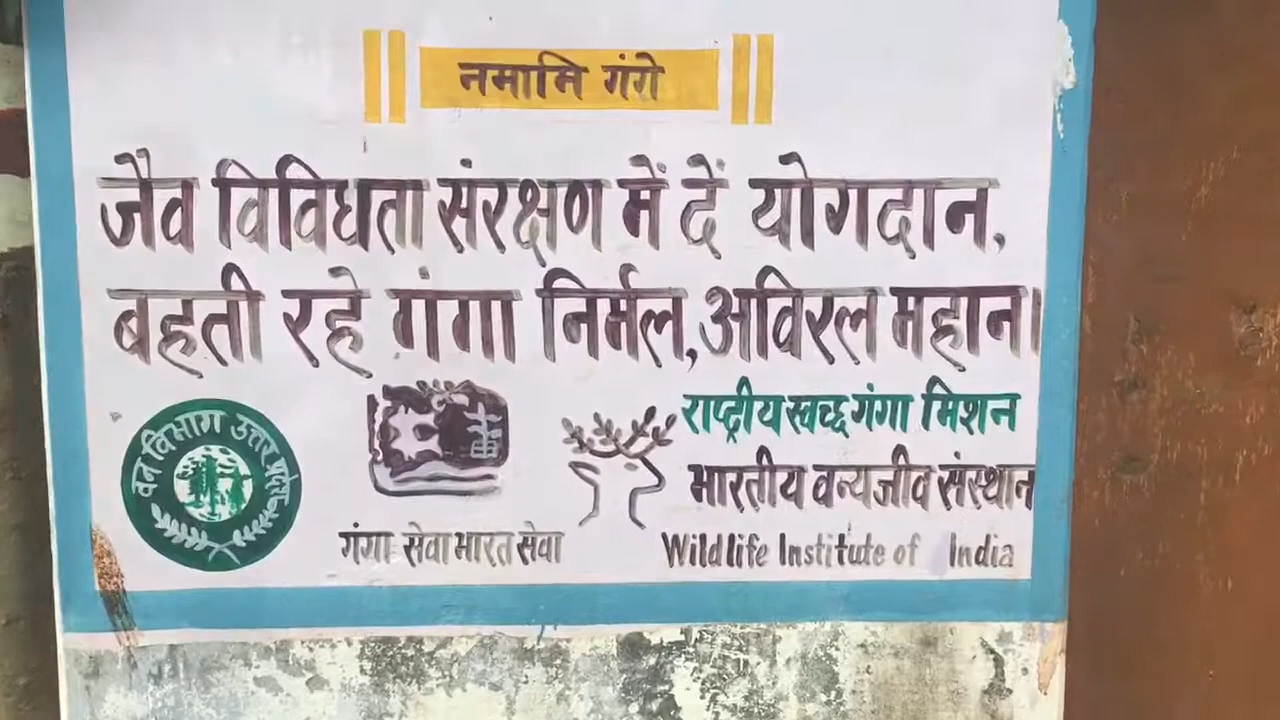 नमामि गंगे
जैव विविधता संरक्षण में दें योगदान,
बहती रहे गंगा निर्मल, अविरल महान।
वन विभाग उत्तर प्रदेश
गंगा सेवा भारत सेवा
राष्ट्रीय स्वच्छ गंगा मिशन
भारतीय वन्यजीव संस्थान
Wildlife Institute of India